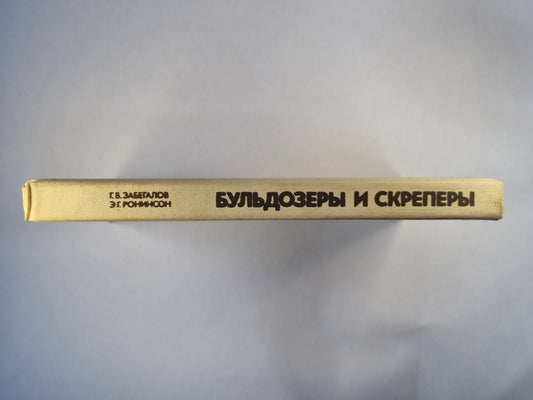 Г. В. ЗАБЕГАЛОВ
Э. Г. РОНИНСОН
БУЛЬДОЗЕРЫ И СКРЕПЕРЫ